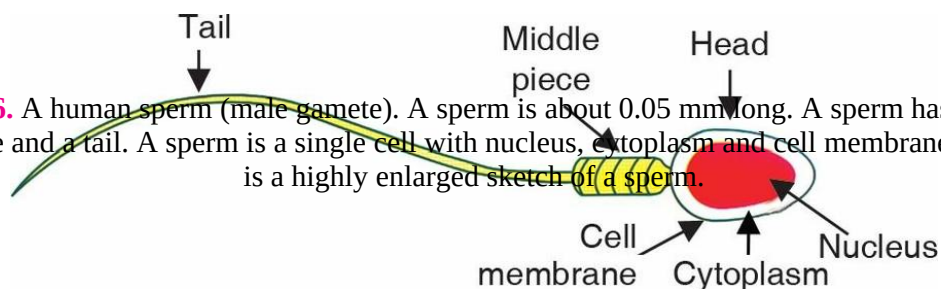 Tail
Middle
piece
Head
6. A human sperm (male gamete). A sperm is about 0.05 mm long. A sperm has
e and a tail. A sperm is a single cell with nucleus, cytoplasm and cell membrane
is a highly enlarged sketch of a sperm.
Cell
membrane
Cytoplasm
Nucleus